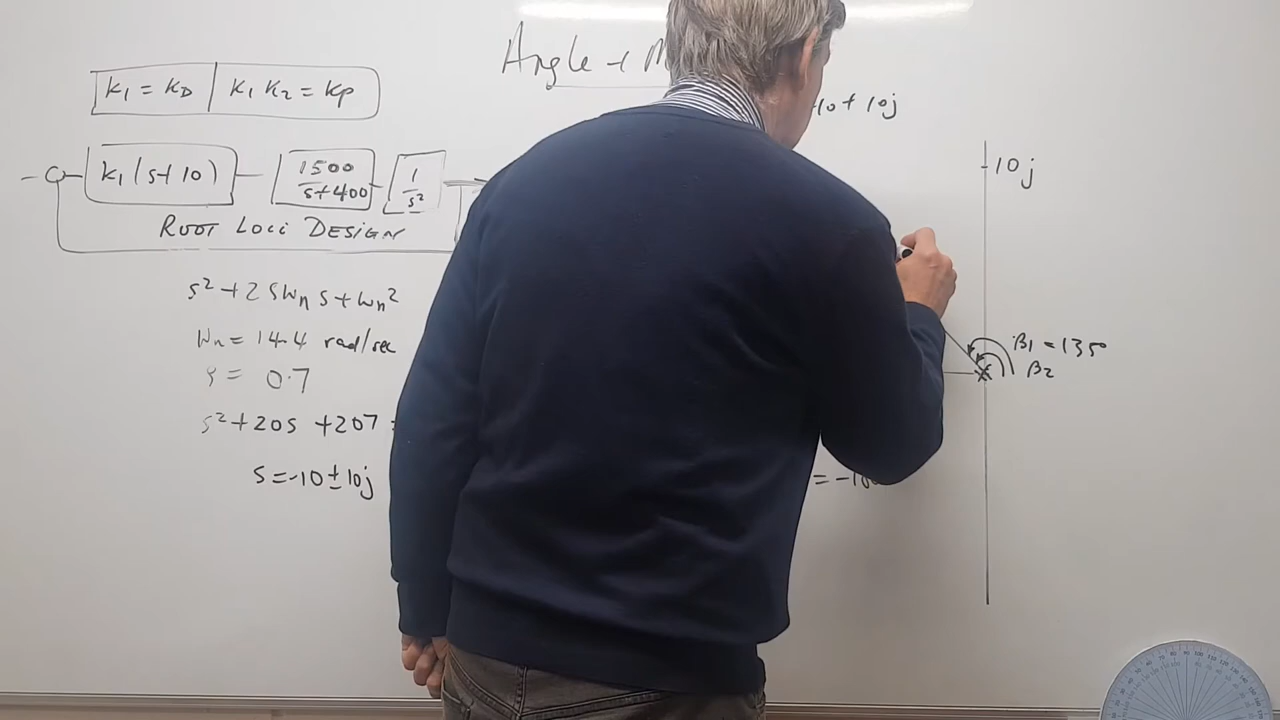 Angle +
K1 = KD | K1 K2 = Kp
10 + 10j
K1 (s+10)
1500
s+400
1
s²
10j
ROOT LOCI DESIGN
s² + 2ζωn s + ωn²
ωn = 14.4 rad/sec
β1 = 135°
β2
ζ = 0.7
s² + 20s + 207
s = -10 ± 10j